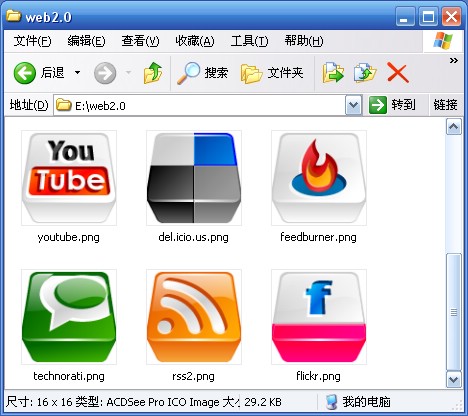 web2.0
文件(F) 编辑(E) 查看(V) 收藏(A) 工具(T) 帮助(H)
后退 搜索 文件夹
地址(D) E:\web2.0 转到 链接
You
Tube
youtube.png del.icio.us.png feedburner.png
f
technorati.png rss2.png flickr.png
尺寸: 16 x 16 类型: ACDSee Pro ICO Image 大小 29.2 KB 我的电脑